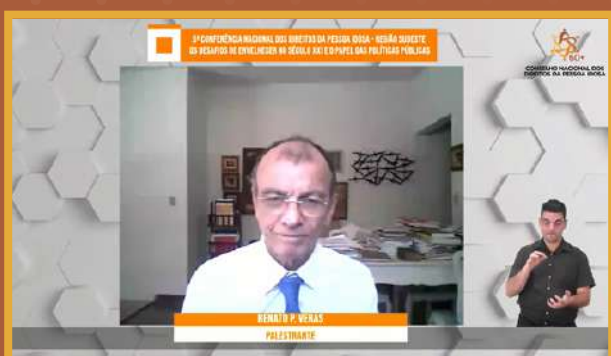 5ª CONFERÊNCIA NACIONAL DOS DIREITOS DA PESSOA IDOSA - REGIÃO SUDESTE
OS DESAFIOS DE ENVELHECER NO SÉCULO XXI E O PAPEL DAS POLÍTICAS PÚBLICAS
60+
CONSELHO NACIONAL DOS
DIREITOS DA PESSOA IDOSA
RENATO P. VERAS
PALESTRANTE